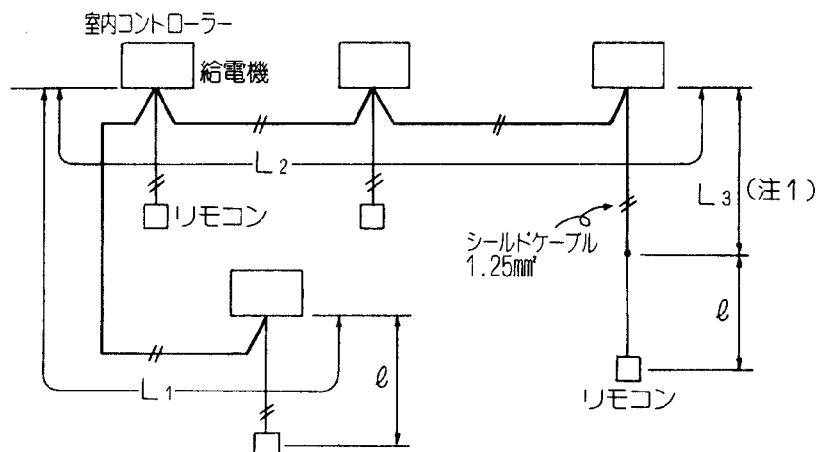 室内コントローラー
給電機
L2
リモコン
シールドケーブル
1.25mm²
L3 (注1)
ℓ
L1
ℓ
リモコン